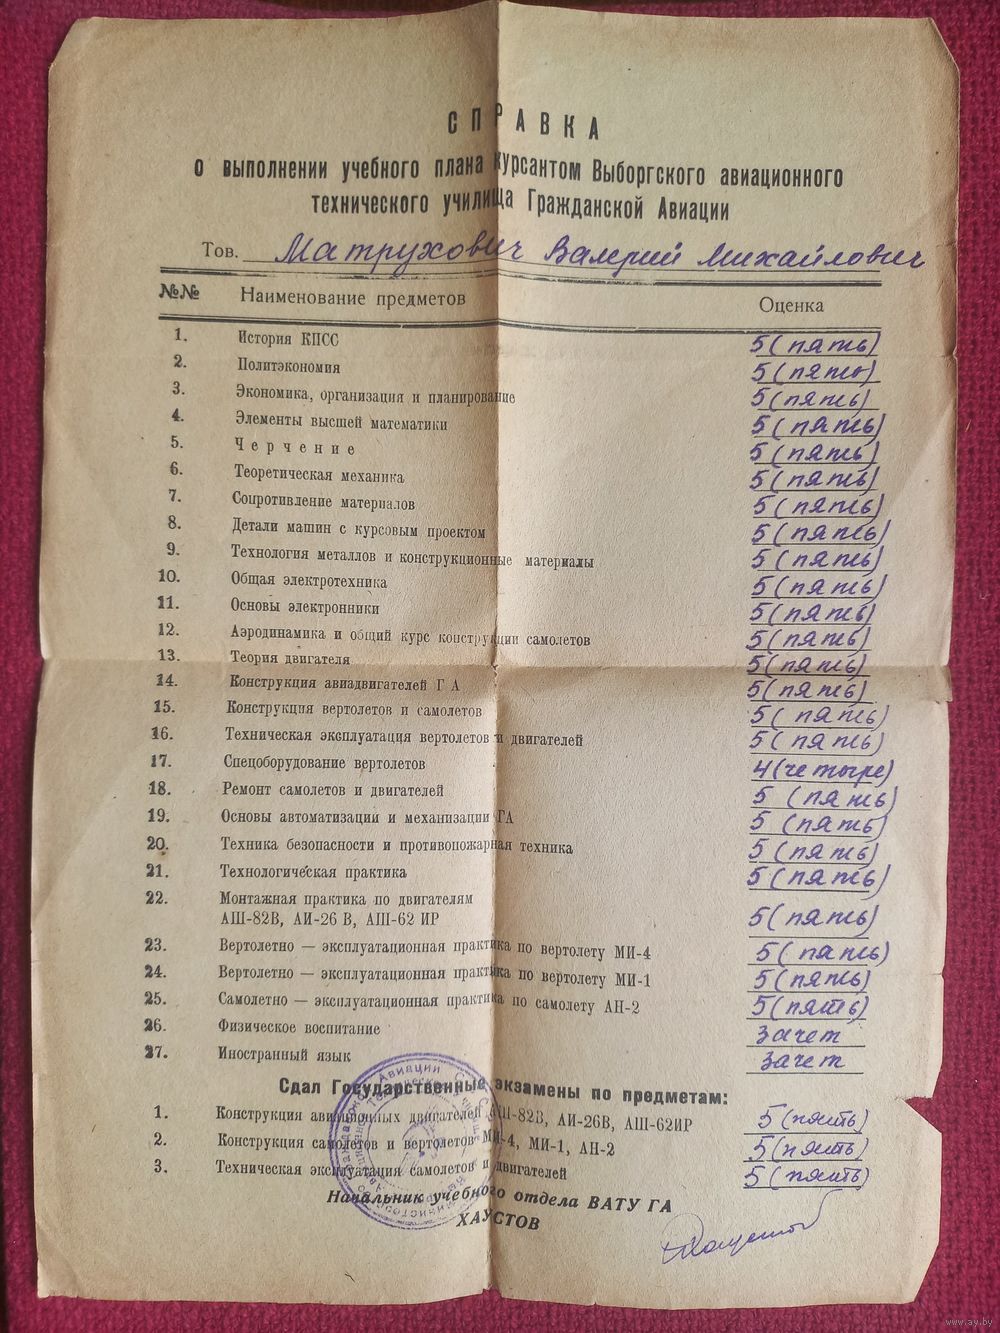 СПРАВКА
о выполнении учебного плана курсантом Выборгского авиационного
технического училища Гражданской Авиации
Тов. Матрухович Валерий Михайлович
№№ Наименование предметов Оценка
1. История КПСС 5 (пять)
2. Политэкономия 5 (пять)
3. Экономика, организация и планирование 5 (пять)
4. Элементы высшей математики 5 (пять)
5. Черчение 5 (пять)
6. Теоретическая механика 5 (пять)
7. Сопротивление материалов 5 (пять)
8. Детали машин с курсовым проектом 5 (пять)
9. Технология металлов и конструкционные материалы 5 (пять)
10. Общая электротехника 5 (пять)
11. Основы электронники 5 (пять)
12. Аэродинамика и общий курс конструкции самолетов 5 (пять)
13. Теория двигателя 5 (пять)
14. Конструкция авиадвигателей ГА 5 (пять)
15. Конструкция вертолетов и самолетов 5 (пять)
16. Техническая эксплуатация вертолетов и двигателей 5 (пять)
17. Спецоборудование вертолетов 4 (четыре)
18. Ремонт самолетов и двигателей 5 (пять)
19. Основы автоматизации и механизации ГА 5 (пять)
20. Техника безопасности и противопожарная техника 5 (пять)
21. Технологическая практика 5 (пять)
22. Монтажная практика по двигателям
АШ-82В, АИ-26 В, АШ-62 ИР 5 (пять)
23. Вертолетно — эксплуатационная практика по вертолету МИ-4 5 (пять)
24. Вертолетно — эксплуатационная практика по вертолету МИ-1 5 (пять)
25. Самолетно — эксплуатационная практика по самолету АН-2 5 (пять)
26. Физическое воспитание зачет
27. Иностранный язык зачет
Сдал Государственные экзамены по предметам:
1. Конструкция авиационных двигателей АШ-82В, АИ-26В, АШ-62ИР 5 (пять)
2. Конструкция самолетов и вертолетов МИ-4, МИ-1, АН-2 5 (пять)
3. Техническая эксплуатация самолетов и двигателей 5 (пять)
Начальник учебного отдела ВАТУ ГА
ХАУСТОВ
www.ay.by